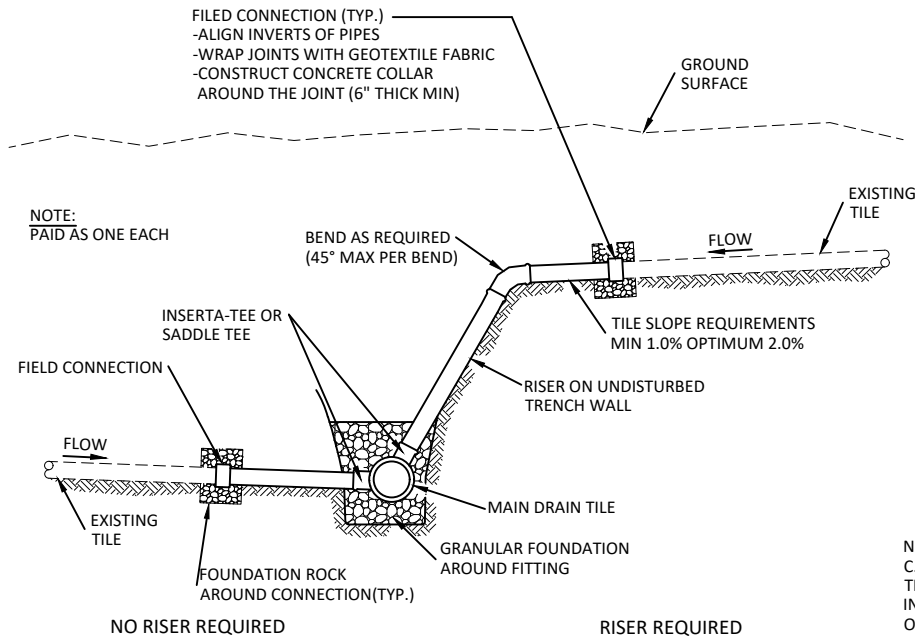 FILED CONNECTION (TYP.)
-ALIGN INVERTS OF PIPES
-WRAP JOINTS WITH GEOTEXTILE FABRIC
-CONSTRUCT CONCRETE COLLAR
AROUND THE JOINT (6" THICK MIN)
GROUND
SURFACE
NOTE:
PAID AS ONE EACH
BEND AS REQUIRED
(45° MAX PER BEND)
FLOW
EXISTING
TILE
INSERTA-TEE OR
SADDLE TEE
TILE SLOPE REQUIREMENTS
MIN 1.0% OPTIMUM 2.0%
FIELD CONNECTION
RISER ON UNDISTURBED
TRENCH WALL
FLOW
EXISTING
TILE
MAIN DRAIN TILE
GRANULAR FOUNDATION
AROUND FITTING
FOUNDATION ROCK
AROUND CONNECTION(TYP.)
NO RISER REQUIRED
RISER REQUIRED